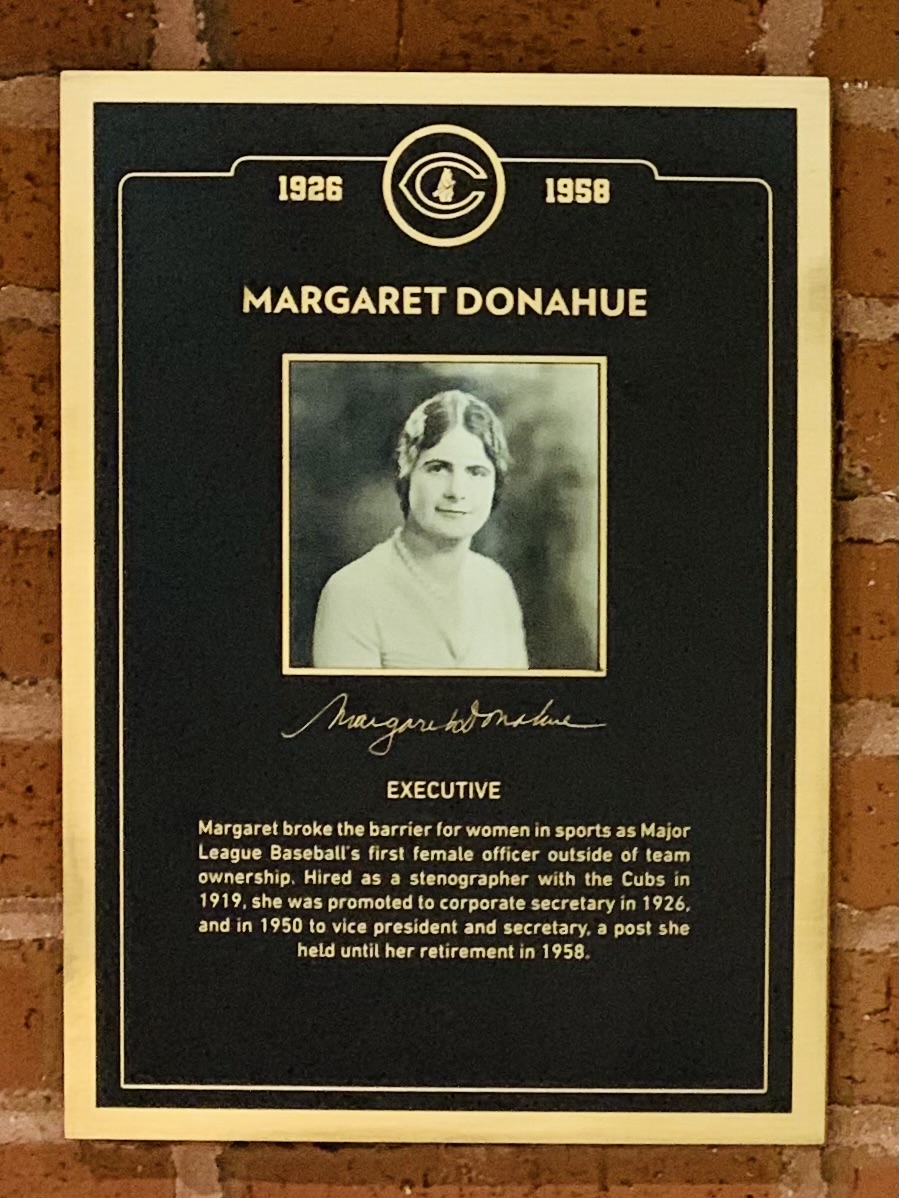 1926 1958
MARGARET DONAHUE
Margaret Donahue
EXECUTIVE
Margaret broke the barrier for women in sports as Major
League Baseball's first female officer outside of team
ownership. Hired as a stenographer with the Cubs in
1919, she was promoted to corporate secretary in 1926,
and in 1950 to vice president and secretary, a post she
held until her retirement in 1958.